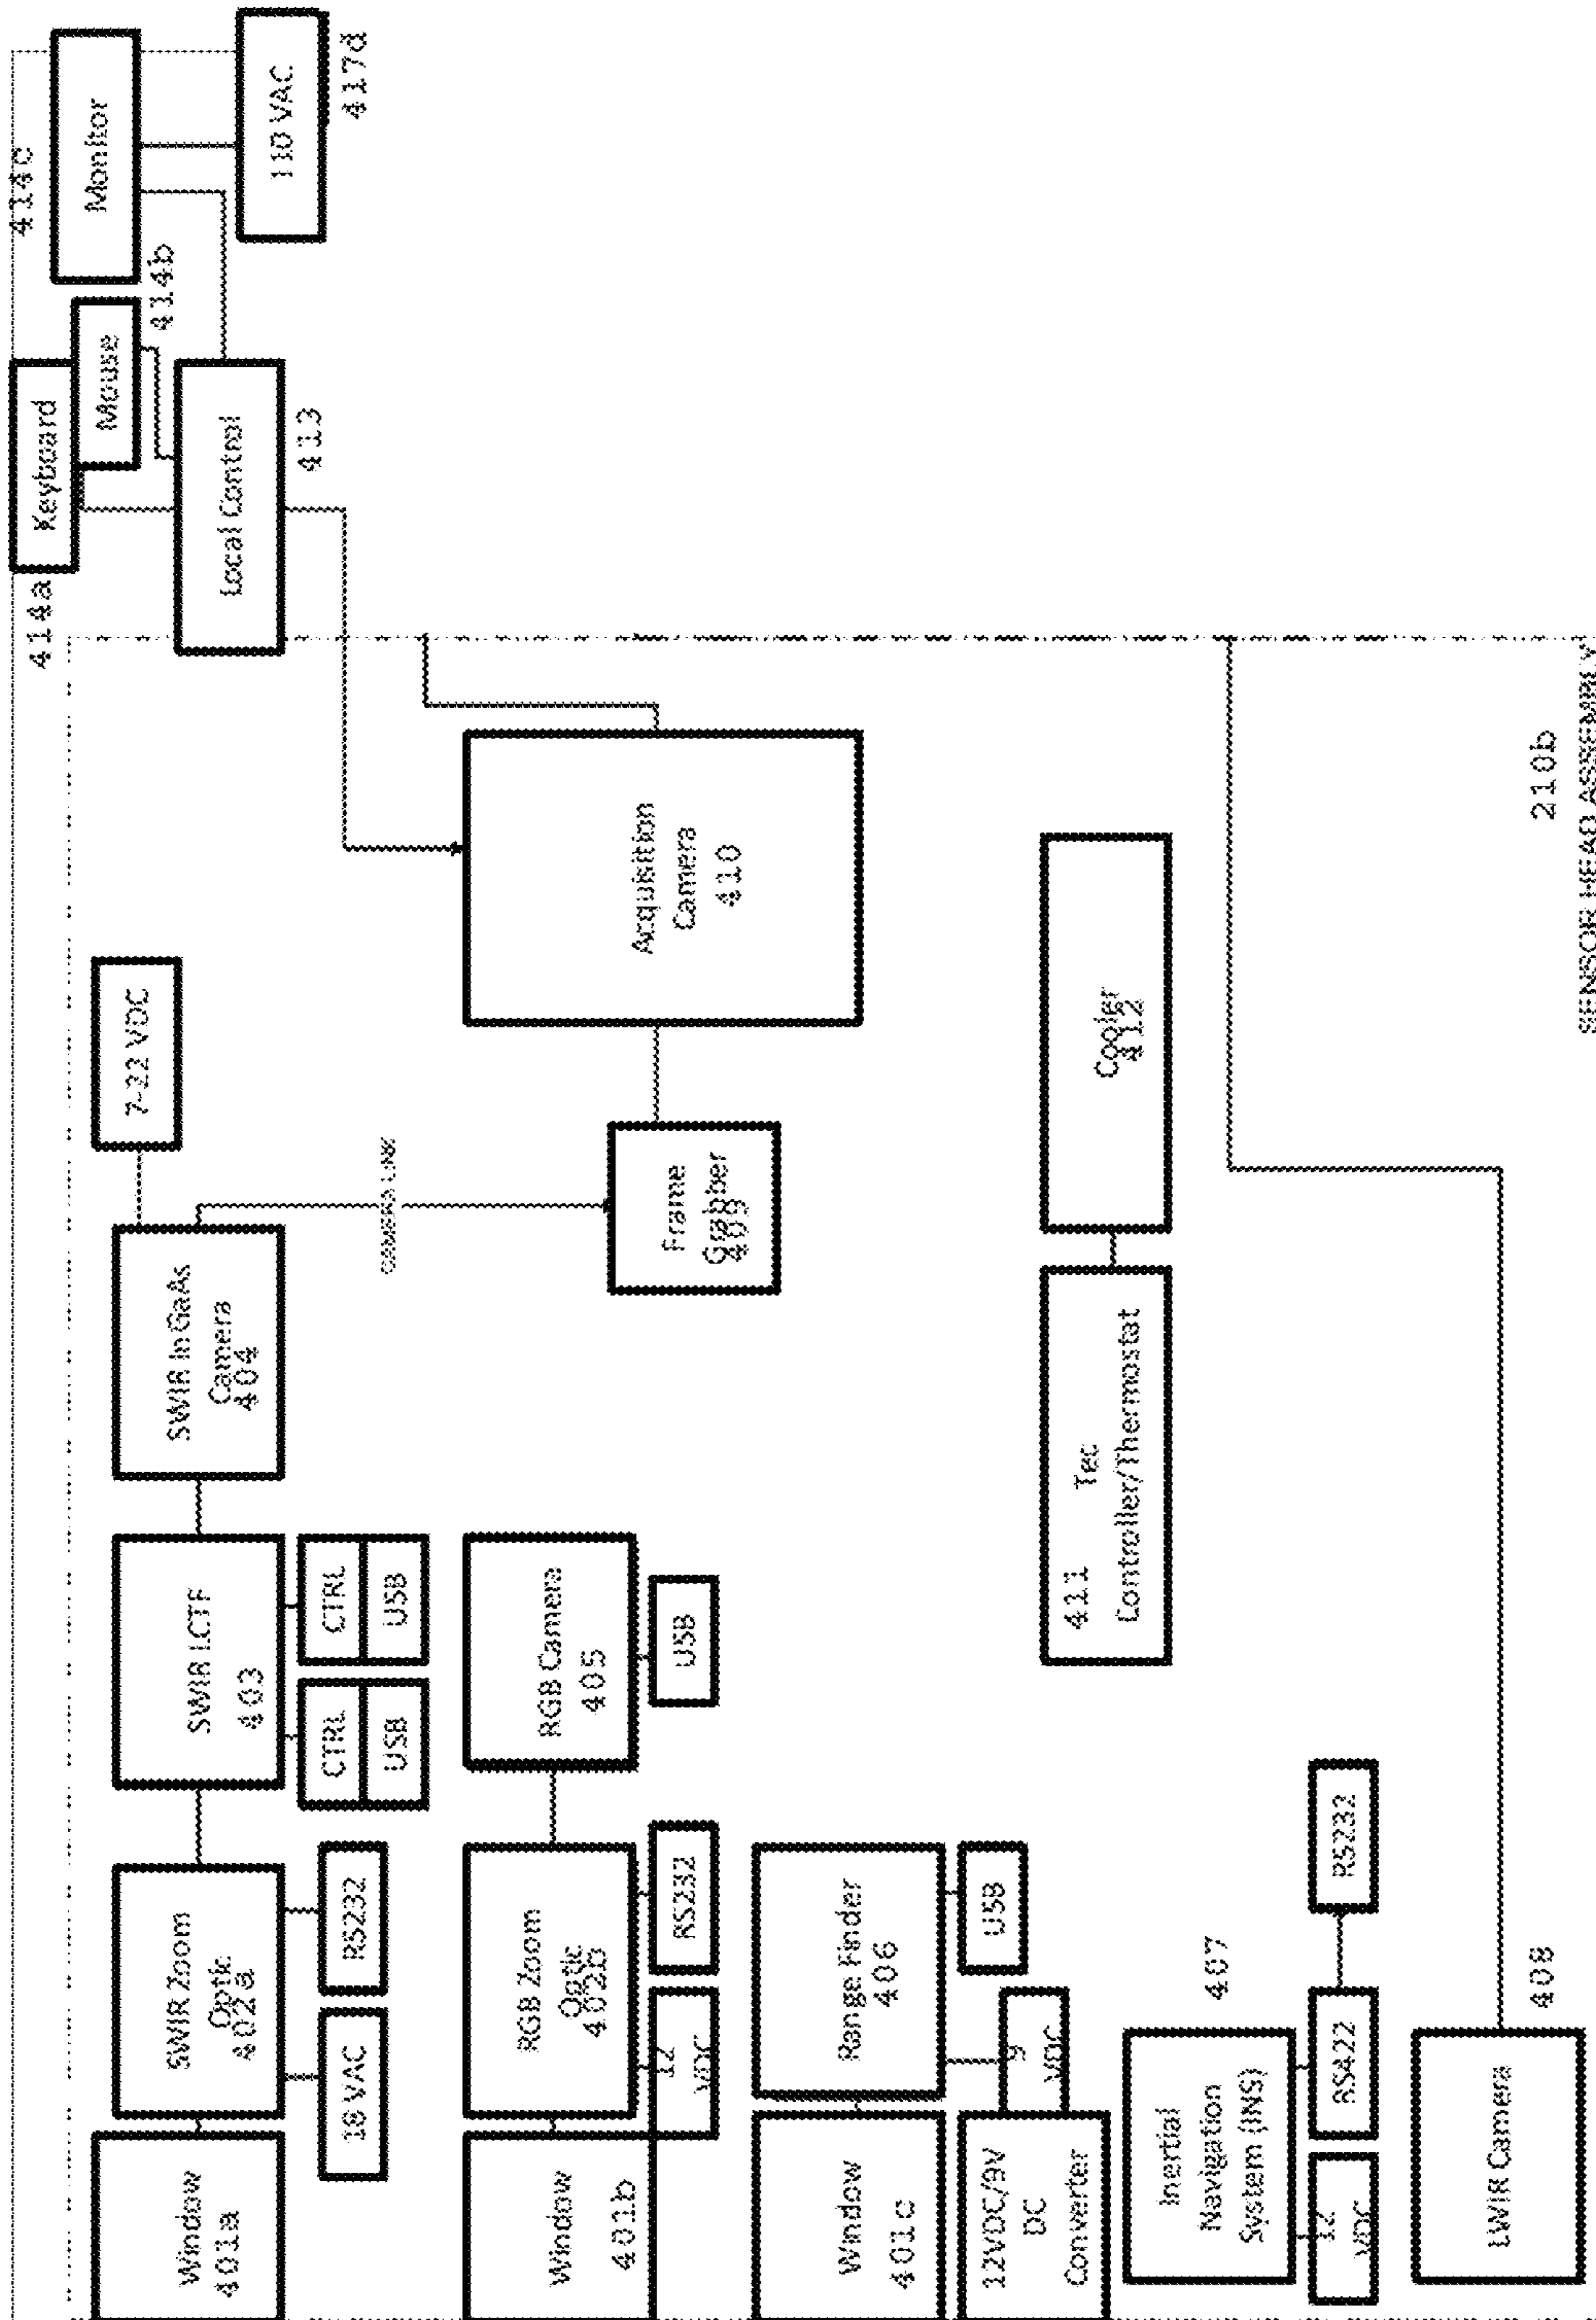 Window
401a
SWIR Zoom
Optic
402a
18 VAC
RS232
SWIR LCTF
403
CTRL
USB
CTRL
USB
SWIR InGaAs
Camera
404
7-22 VDC
CAMERA LINK
Window
401b
RGB Zoom
Optic
402b
12
VDC
RS232
RGB Camera
405
USB
Frame
Grabber
409
Acquisition
Camera
410
Window
401c
Range Finder
406
USB
9
VDC
12VDC/9V
DC
Converter
411 Tec
Controller/Thermostat
Cooler
412
Inertial
Navigation
System (INS)
407
12
VDC
RS422
RS232
LWIR Camera
408
210b
SENSOR HEAD ASSEMBLY
414a
Keyboard
Mouse
414b
Local Control
413
414c
Monitor
110 VAC
417d